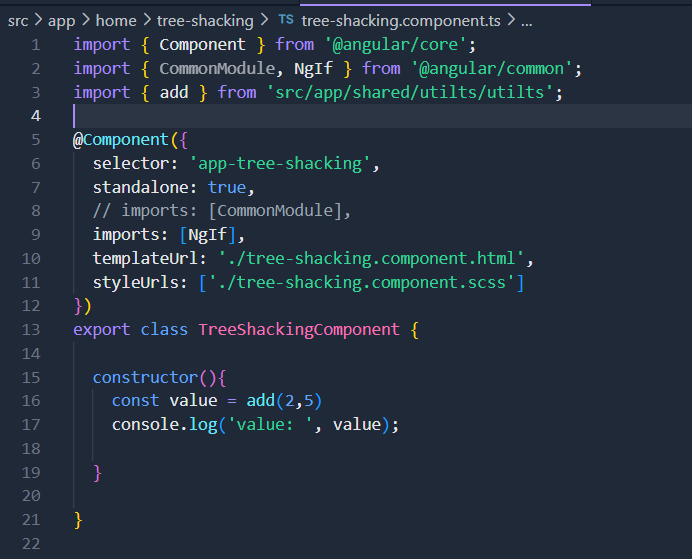 src > app > home > tree-shacking > TS tree-shacking.component.ts > ...
1 import { Component } from '@angular/core';
2 import { CommonModule, NgIf } from '@angular/common';
3 import { add } from 'src/app/shared/utilts/utilts';
4
5 @Component({
6   selector: 'app-tree-shacking',
7   standalone: true,
8   // imports: [CommonModule],
9   imports: [NgIf],
10   templateUrl: './tree-shacking.component.html',
11   styleUrls: ['./tree-shacking.component.scss']
12 })
13 export class TreeShackingComponent {
14
15   constructor(){
16     const value = add(2,5)
17     console.log('value: ', value);
18
19   }
20
21 }
22